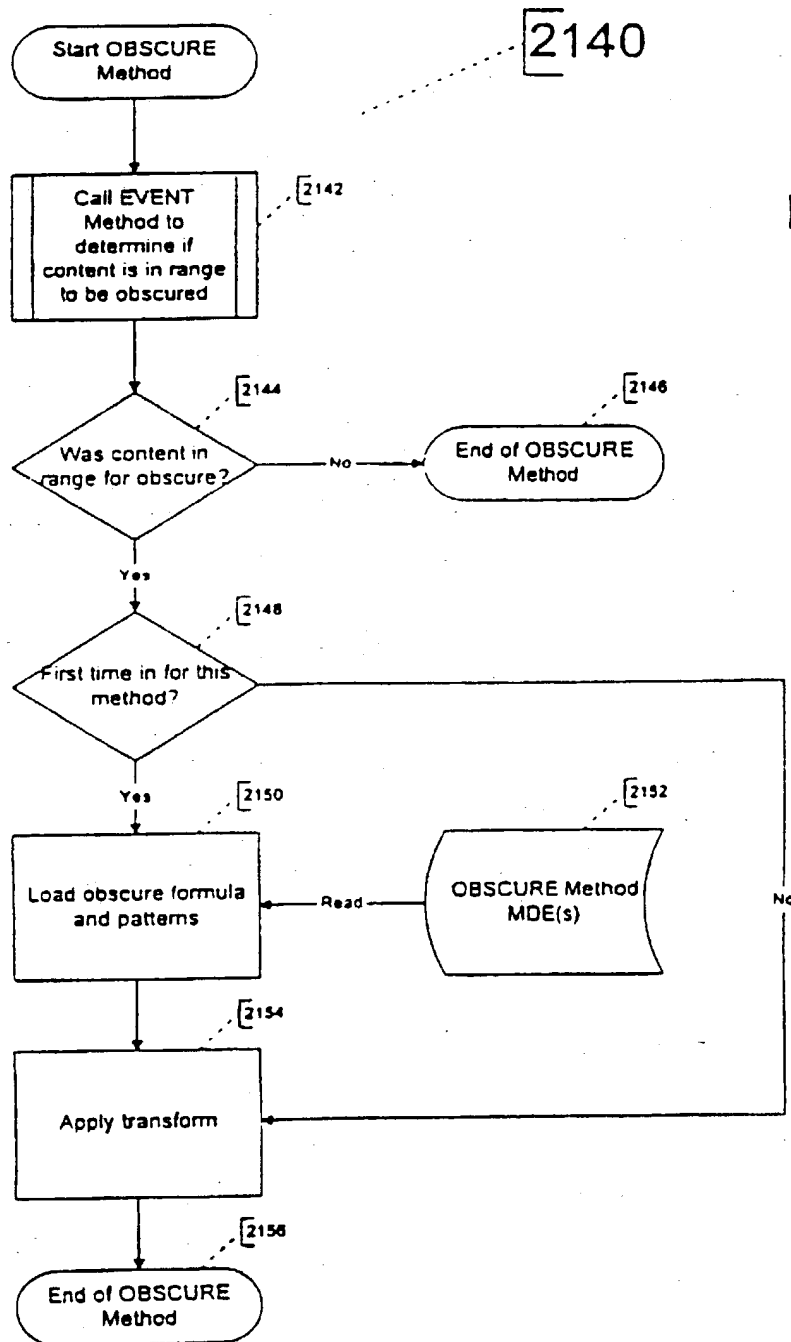 Start OBSCURE
Method
2140
Call EVENT
Method to
determine if
content is in range
to be obscured
2142
Was content in
range for obscure?
2144
No
End of OBSCURE
Method
2146
Yes
First time in for this
method?
2148
No
Yes
Load obscure formula
and patterns
2150
Read
OBSCURE Method
MDE(s)
2152
Apply transform
2154
End of OBSCURE
Method
2156